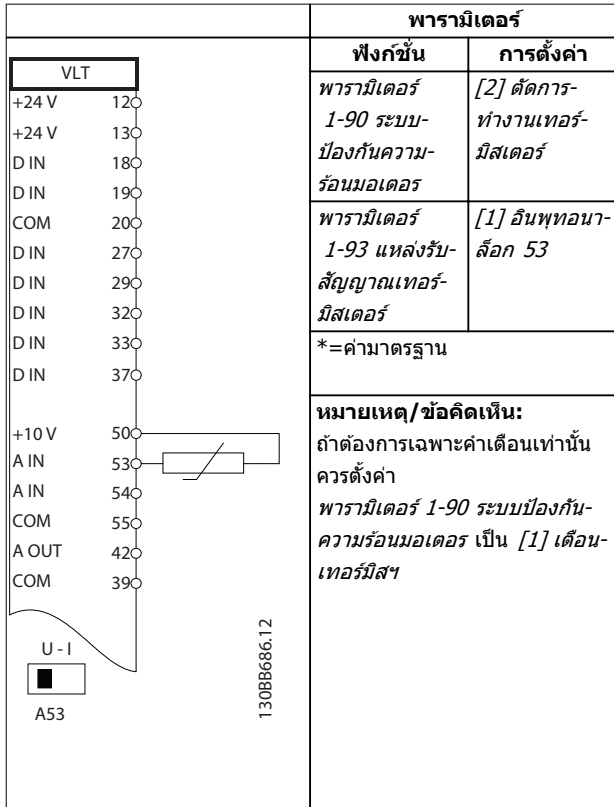 VLT
+24 V 12
+24 V 13
D IN 18
D IN 19
COM 20
D IN 27
D IN 29
D IN 32
D IN 33
D IN 37
+10 V 50
A IN 53
A IN 54
COM 55
A OUT 42
COM 39
U - I
A53
130BB686.12
พารามิเตอร์
ฟังก์ชั่น การตั้งค่า
พารามิเตอร์ [2] ตัดการ-
1-90 ระบบ- ทำงานเทอร์-
ป้องกันความ- มิสเตอร์
ร้อนมอเตอร
พารามิเตอร์ [1] อินพุทอนา-
1-93 แหล่งรับ- ล็อก 53
สัญญาณเทอร์-
มิสเตอร์
*=ค่ามาตรฐาน
หมายเหตุ/ข้อคิดเห็น:
ถ้าต้องการเฉพาะคำเตือนเท่านั้น
ควรตั้งค่า
พารามิเตอร์ 1-90 ระบบป้องกัน-
ความร้อนมอเตอร เป็น [1] เตือน-
เทอร์มิสฯ